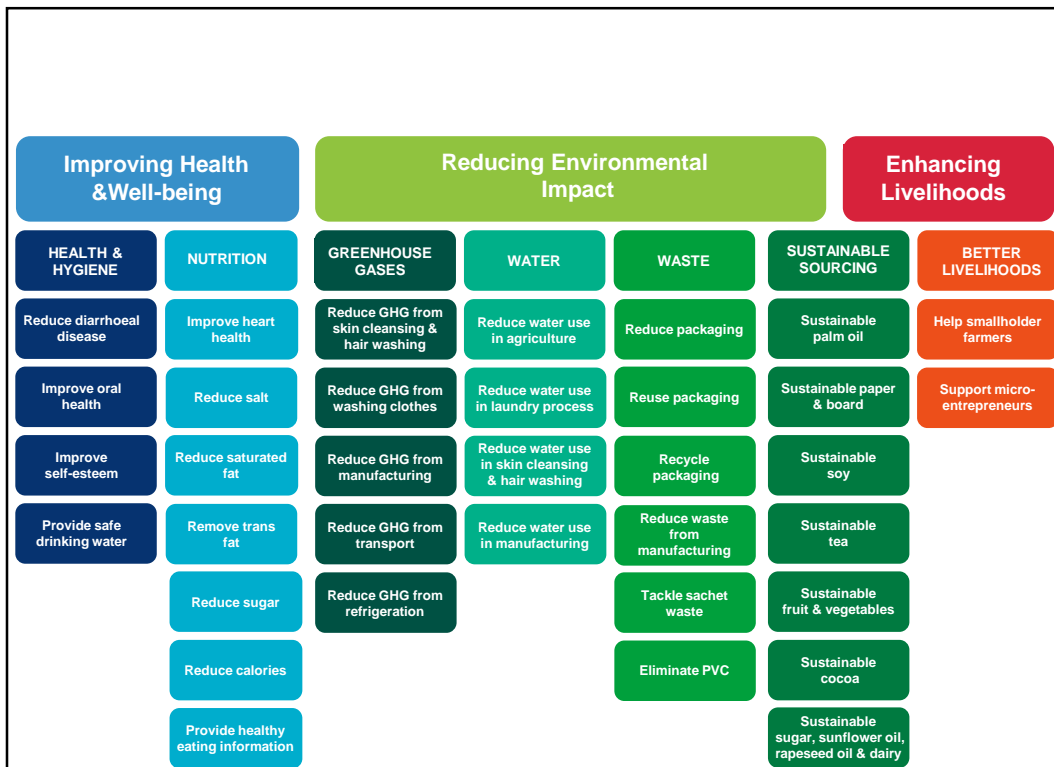 Improving Health
&Well-being
Reducing Environmental
Impact
Enhancing
Livelihoods
HEALTH &
HYGIENE
NUTRITION
GREENHOUSE
GASES
WATER
WASTE
SUSTAINABLE
SOURCING
BETTER
LIVELIHOODS
Reduce diarrhoeal
disease
Improve heart
health
Reduce GHG from
skin cleansing &
hair washing
Reduce water use
in agriculture
Reduce packaging
Sustainable
palm oil
Help smallholder
farmers
Improve oral
health
Reduce salt
Reduce GHG from
washing clothes
Reduce water use
in laundry process
Reuse packaging
Sustainable paper
& board
Support micro-
entrepreneurs
Improve
self-esteem
Reduce saturated
fat
Reduce GHG from
manufacturing
Reduce water use
in skin cleansing
& hair washing
Recycle
packaging
Sustainable
soy
Provide safe
drinking water
Remove trans
fat
Reduce GHG from
transport
Reduce water use
in manufacturing
Reduce waste
from
manufacturing
Sustainable
tea
Reduce sugar
Reduce GHG from
refrigeration
Tackle sachet
waste
Sustainable
fruit & vegetables
Reduce calories
Eliminate PVC
Sustainable
cocoa
Provide healthy
eating information
Sustainable
sugar, sunflower oil,
rapeseed oil & dairy